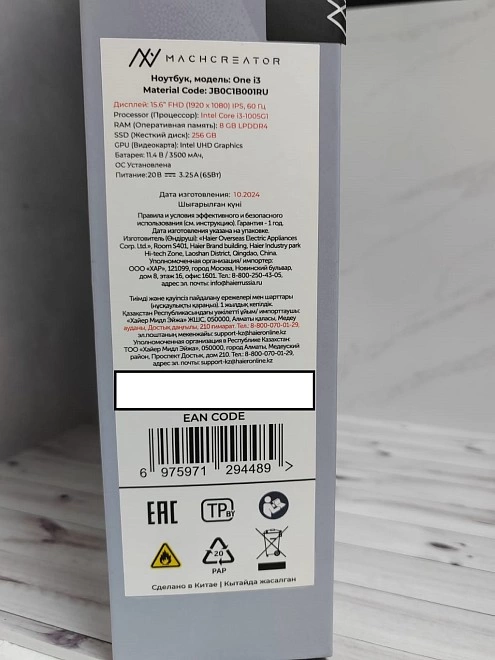 MACHCREATOR
Ноутбук, модель: One i3
Material Code: JB0C1B001RU
Дисплей: 15.6" FHD (1920 x 1080) IPS, 60 Гц
Processor (Процессор): Intel Core i3-1005G1
RAM (Оперативная память): 8 GB LPDDR4
SSD (Жесткий диск): 256 GB
GPU (Видеокарта): Intel UHD Graphics
Батарея: 11.4 В / 3500 мАч,
ОС Установлена
Питание:20В ⎓ 3.25А (65Вт)
Дата изготовления: 10.2024
Шығарылған күні
Правила и условия эффективного и безопасного
использования (см. инструкцию). Гарантия - 1 год.
Дата изготовления указана на упаковке.
Изготовитель (Өндіруші): «Haier Overseas Electric Appliances
Corp. Ltd.», Room S401, Haier Brand building, Haier Industry park
Hi-tech Zone, Laoshan District, Qingdao, China.
Уполномоченная организация/ импортер:
ООО «ХАР», 121099, город Москва, Новинский бульвар,
дом 8, этаж 16, офис 1601. Тел.: 8-800-250-43-05,
адрес эл. почты: info@haierrussia.ru
Тиімді және қауіпсіз пайдалану ережелері мен шарттары
(нұсқаулықты қараңыз). 1 жылдық кепілдік.
Қазақстан Республикасындағы уәкілетті ұйым/ импорттаушы:
«Хайер Мидл Эйжа» ЖШС, 050000, Алматы қаласы, Медеу
ауданы, Достық даңғылы, 210 ғимарат. Тел.: 8-800-070-01-29,
эл.поштаның мекенжайы: support-kz@haieronline.kz
Уполномоченная организация в Республике Казахстан:
ТОО «Хайер Мидл Эйжа», 050000, город Алматы, Медеуский
район, Проспект Достык, дом 210. Тел.: 8-800-070-01-29,
адрес эл. почты: support-kz@haieronline.kz
EAN CODE
6 975971 294489 >
EAC TP BY
20
PAP
Сделано в Китае | Кытайда жасалган